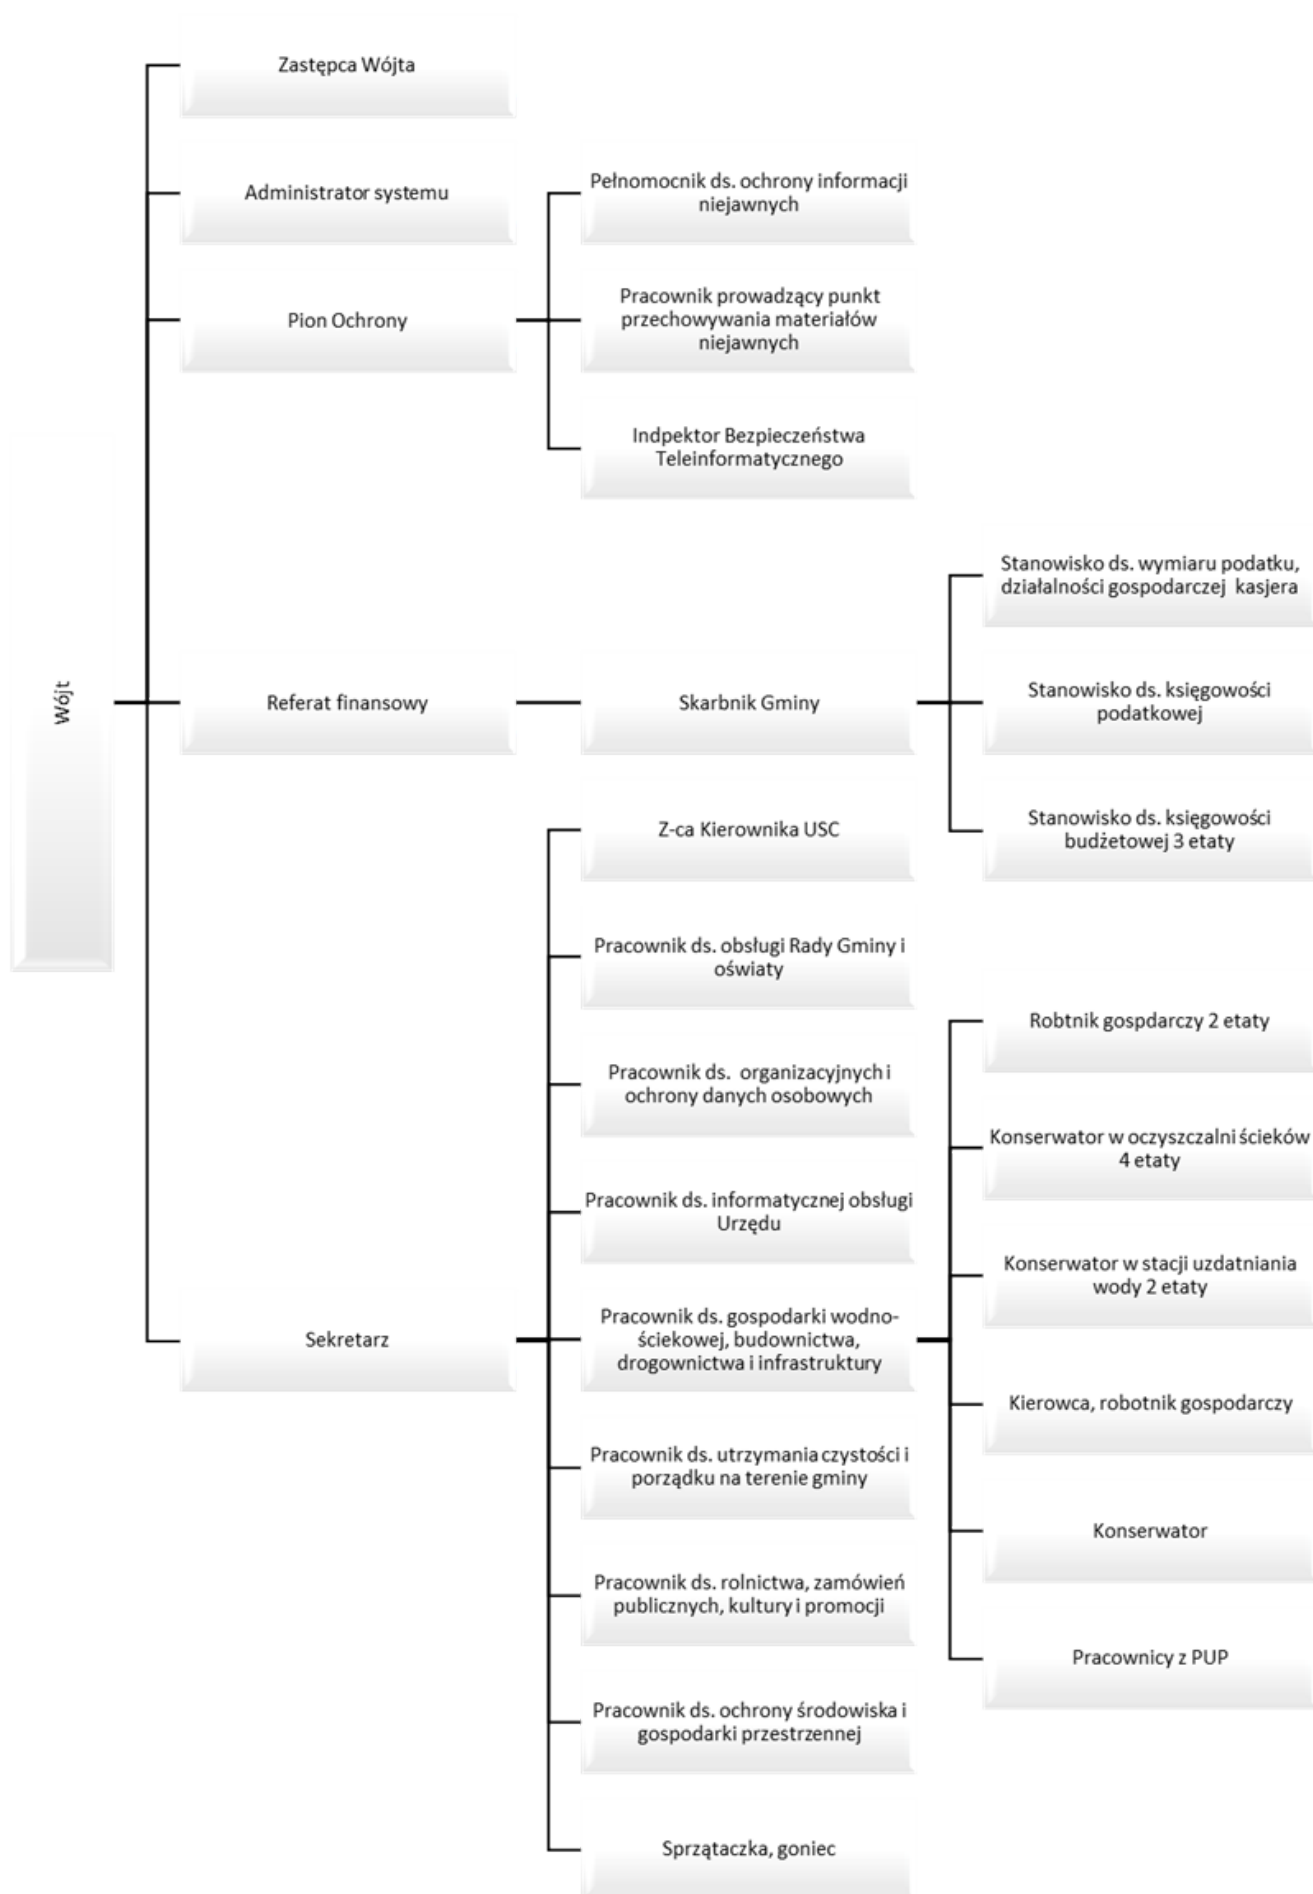 Wójt
Zastępca Wójta
Administrator systemu
Pion Ochrony
Pełnomocnik ds. ochrony informacji
niejawnych
Pracownik prowadzący punkt
przechowywania materiałów
niejawnych
Indpektor Bezpieczeństwa
Teleinformatycznego
Referat finansowy
Skarbnik Gminy
Stanowisko ds. wymiaru podatku,
działalności gospodarczej kasjera
Stanowisko ds. księgowości
podatkowej
Stanowisko ds. księgowości
budżetowej 3 etaty
Sekretarz
Z-ca Kierownika USC
Pracownik ds. obsługi Rady Gminy i
oświaty
Pracownik ds. organizacyjnych i
ochrony danych osobowych
Pracownik ds. informatycznej obsługi
Urzędu
Pracownik ds. gospodarki wodno-
ściekowej, budownictwa,
drogownictwa i infrastruktury
Robtnik gospdarczy 2 etaty
Konserwator w oczyszczalni ścieków
4 etaty
Konserwator w stacji uzdatniania
wody 2 etaty
Kierowca, robotnik gospodarczy
Konserwator
Pracownicy z PUP
Pracownik ds. utrzymania czystości i
porządku na terenie gminy
Pracownik ds. rolnictwa, zamówień
publicznych, kultury i promocji
Pracownik ds. ochrony środowiska i
gospodarki przestrzennej
Sprzątaczka, goniec